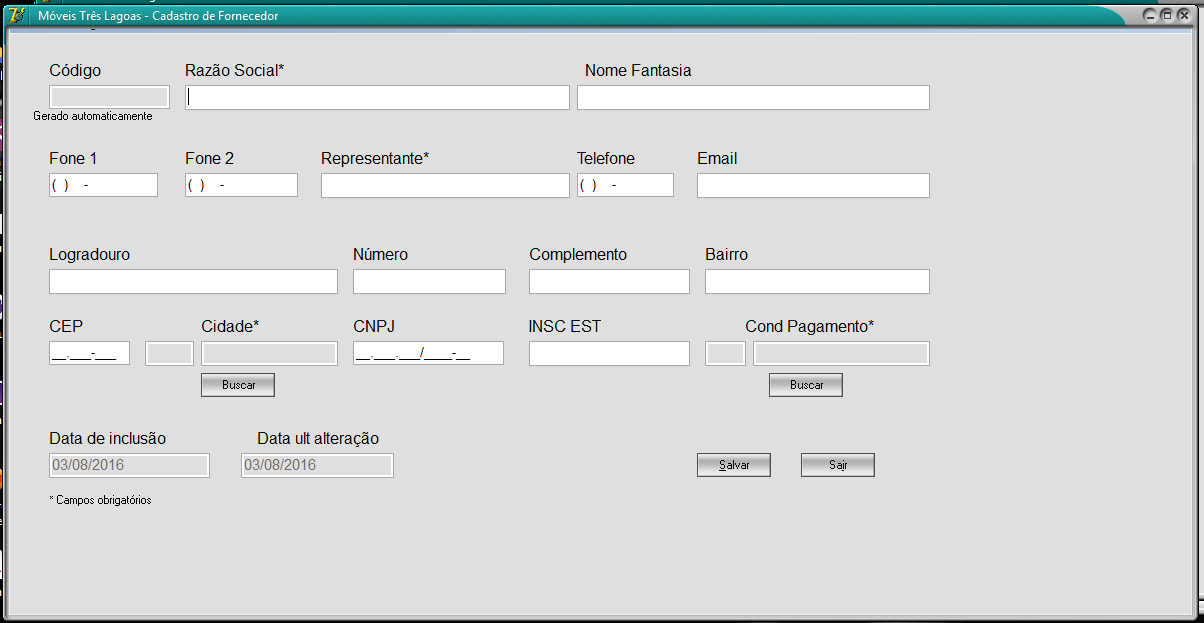 Móveis Três Lagoas - Cadastro de Fornecedor
Código Razão Social* Nome Fantasia
Gerado automaticamente
Fone 1 Fone 2 Representante* Telefone Email
( ) - ( ) - ( ) -
Logradouro Número Complemento Bairro
CEP Cidade* CNPJ INSC EST Cond Pagamento*
__.___-___ __.___.___/____-__
Buscar Buscar
Data de inclusão Data ult alteração
03/08/2016 03/08/2016 Salvar Sair
* Campos obrigatórios